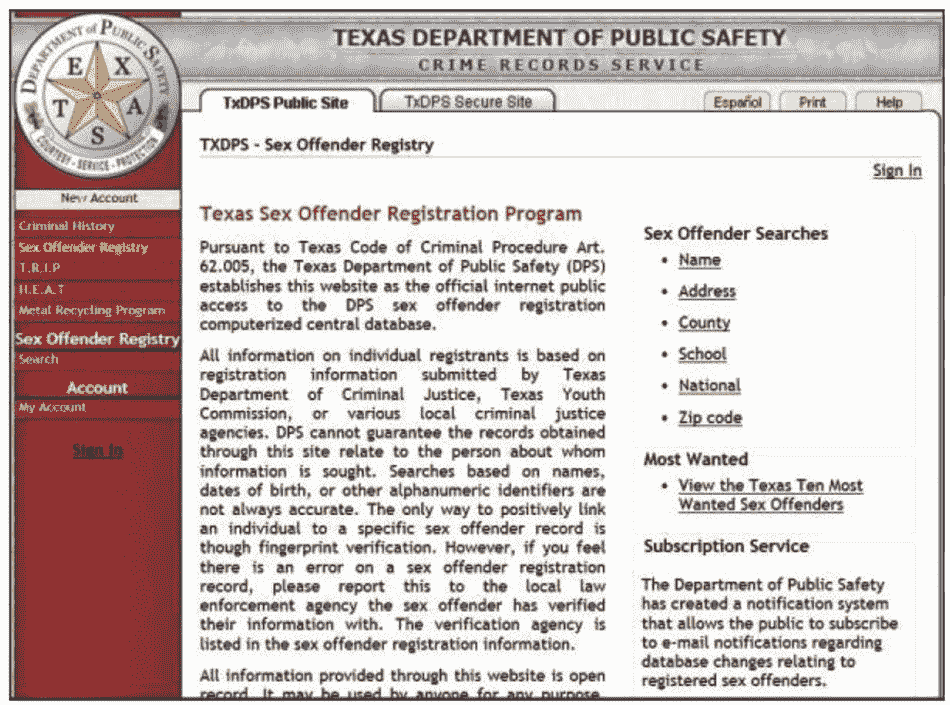 DEPARTMENT of PUBLIC SAFETY
TEXAS
COURTESY - SERVICE - PROTECTION
TEXAS DEPARTMENT OF PUBLIC SAFETY
CRIME RECORDS SERVICE
TxDPS Public Site
TxDPS Secure Site
Español
Print
Help
TXDPS - Sex Offender Registry
Sign In
New Account
Criminal History
Sex Offender Registry
T.R.I.P
H.E.A.T
Metal Recycling Program
Sex Offender Registry
Search
Account
My Account
Sign In
Texas Sex Offender Registration Program
Pursuant to Texas Code of Criminal Procedure Art.
62.005, the Texas Department of Public Safety (DPS)
establishes this website as the official internet public
access to the DPS sex offender registration
computerized central database.
All information on individual registrants is based on
registration information submitted by Texas
Department of Criminal Justice, Texas Youth
Commission, or various local criminal justice
agencies. DPS cannot guarantee the records obtained
through this site relate to the person about whom
information is sought. Searches based on names,
dates of birth, or other alphanumeric identifiers are
not always accurate. The only way to positively link
an individual to a specific sex offender record is
though fingerprint verification. However, if you feel
there is an error on a sex offender registration
record, please report this to the local law
enforcement agency the sex offender has verified
their information with. The verification agency is
listed in the sex offender registration information.
All information provided through this website is open
record. It may be used by anyone for any purpose.
Sex Offender Searches
• Name
• Address
• County
• School
• National
• Zip code
Most Wanted
• View the Texas Ten Most
Wanted Sex Offenders
Subscription Service
The Department of Public Safety
has created a notification system
that allows the public to subscribe
to e-mail notifications regarding
database changes relating to
registered sex offenders.